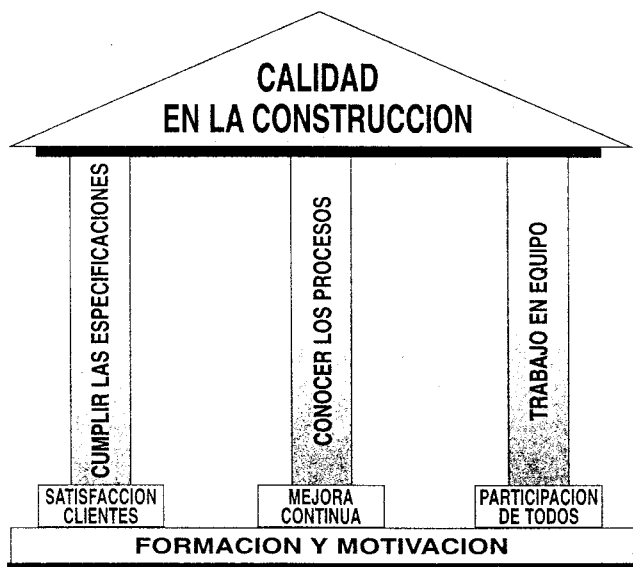 CALIDAD
EN LA CONSTRUCCION
CUMPLIR LAS ESPECIFICACIONES
CONOCER LOS PROCESOS
TRABAJO EN EQUIPO
SATISFACCION
CLIENTES
MEJORA
CONTINUA
PARTICIPACION
DE TODOS
FORMACION Y MOTIVACION